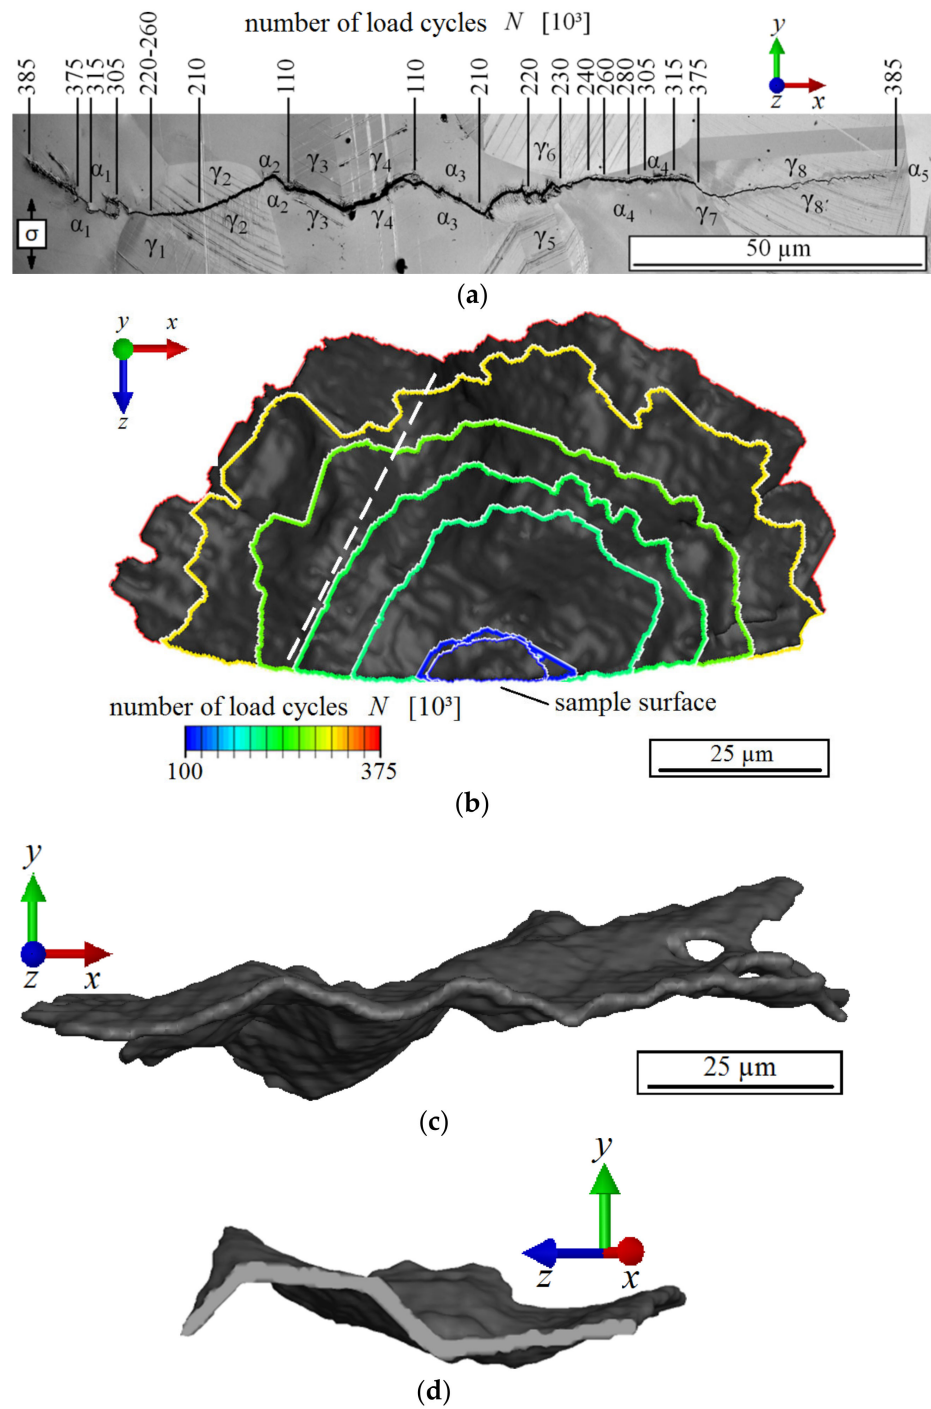 number of load cycles N [10³]
385 375 315 305 220-260 210 110 110 210 220 230 240 260 280 305 315 375 385
y
z x
α1 γ2 α2 γ3 γ4 α3 γ6 α4 γ8 α5
σ α1 γ1 γ2 α2 γ3 γ4 α3 γ5 α4 γ7 γ8
50 µm
(a)
y x
z
sample surface
number of load cycles N [10³]
100 375
25 µm
(b)
y
z x
25 µm
(c)
y
z x
(d)